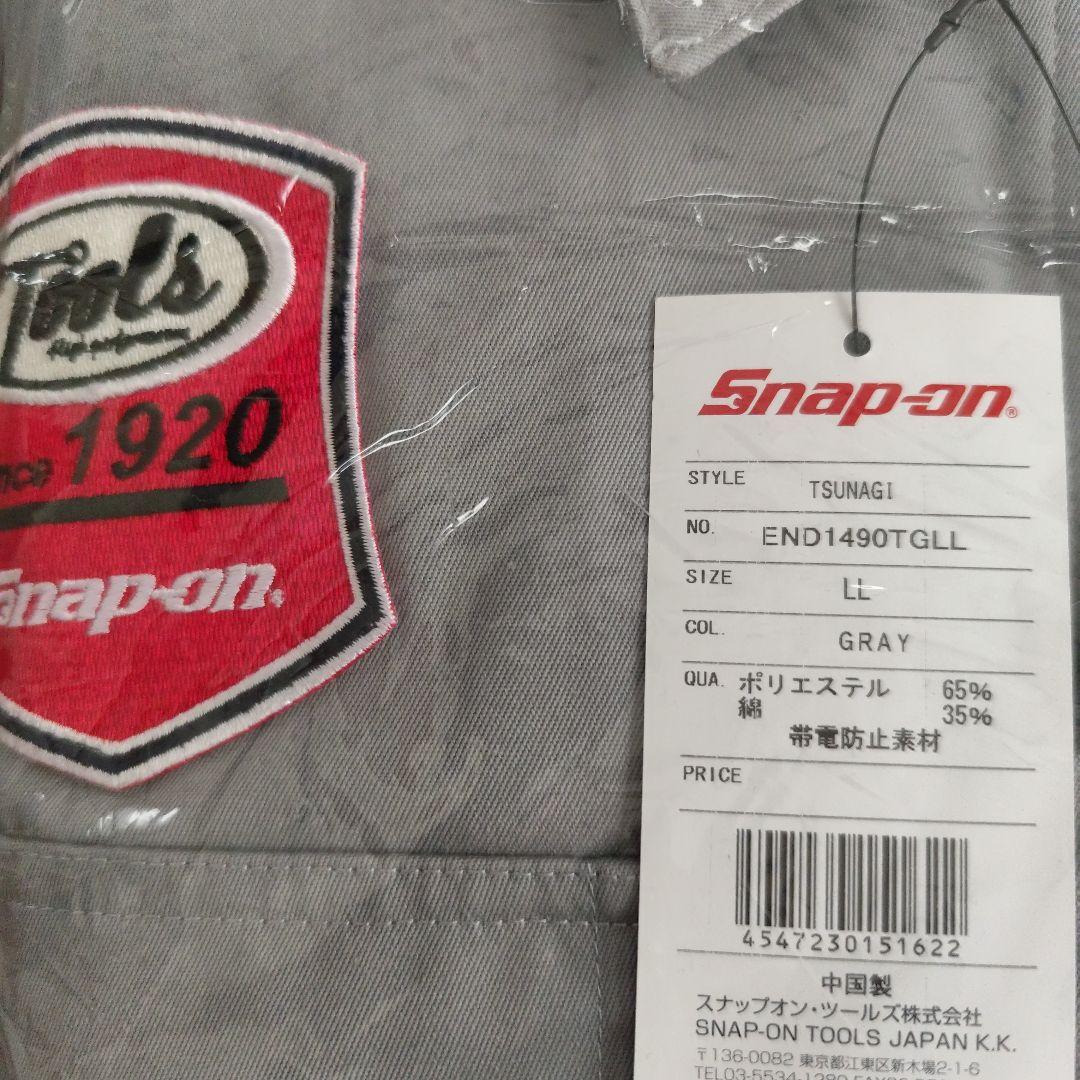 Tools
1920
Snap-on
Snap-on®
STYLE TSUNAGI
NO. END1490TGLL
SIZE LL
COL. GRAY
QUA. ポリエステル 65%
綿 35%
帯電防止素材
PRICE
4547230151622
中国製
スナップオン・ツールズ株式会社
SNAP-ON TOOLS JAPAN K.K.
〒136-0082 東京都江東区新木場2-1-6
TEL03-5534-1280